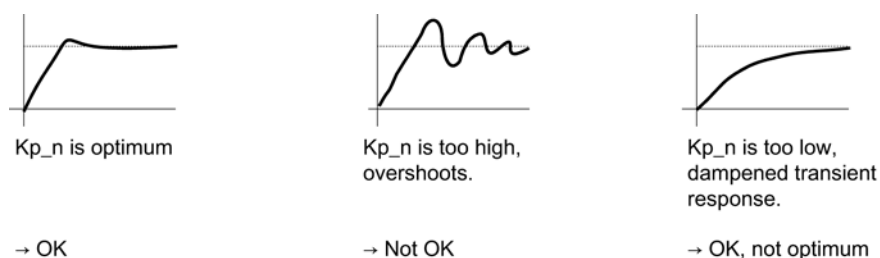 Kp_n is optimum
→ OK
Kp_n is too high,
overshoots.
→ Not OK
Kp_n is too low,
dampened transient
response.
→ OK, not optimum